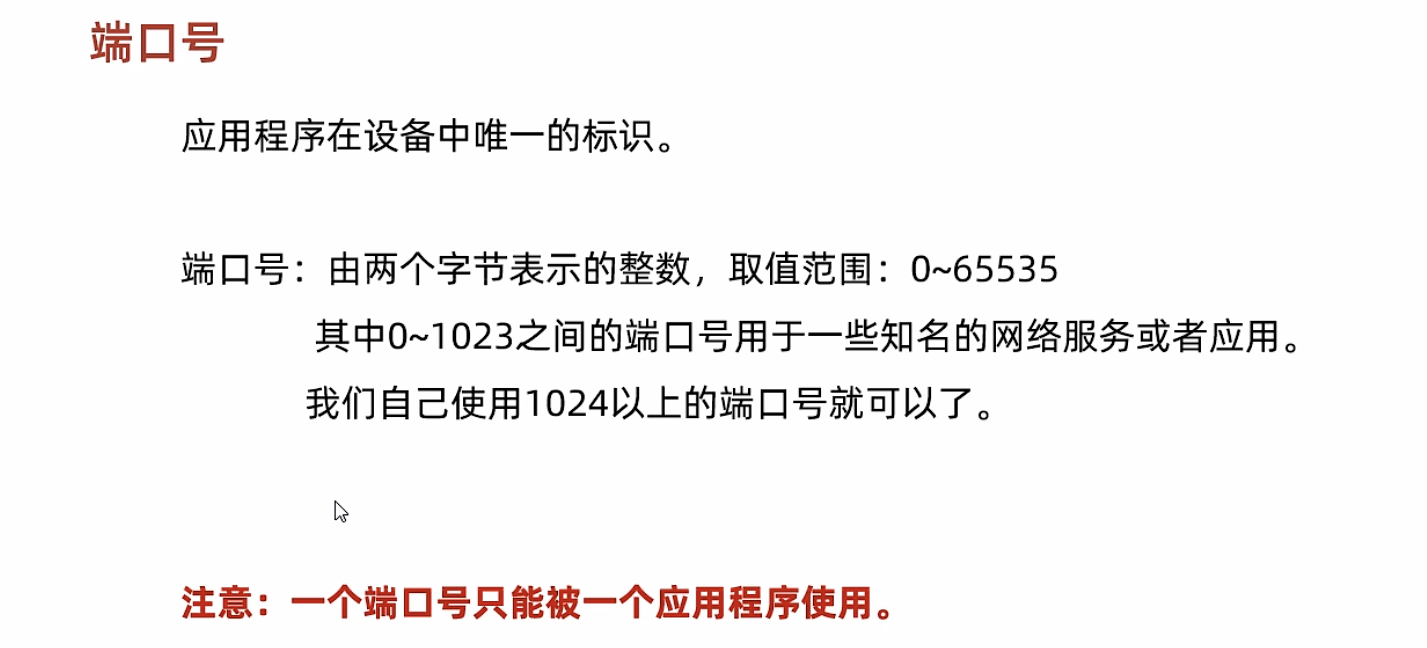 端口号
应用程序在设备中唯一的标识。
端口号：由两个字节表示的整数，取值范围：0~65535
其中0~1023之间的端口号用于一些知名的网络服务或者应用。
我们自己使用1024以上的端口号就可以了。
注意：一个端口号只能被一个应用程序使用。